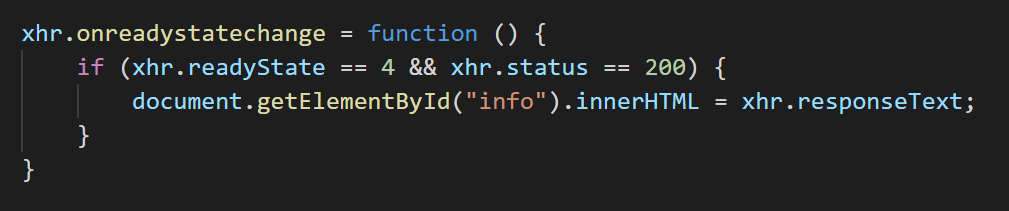 xhr.onreadystatechange = function () {
    if (xhr.readyState == 4 && xhr.status == 200) {
        document.getElementById("info").innerHTML = xhr.responseText;
    }
}